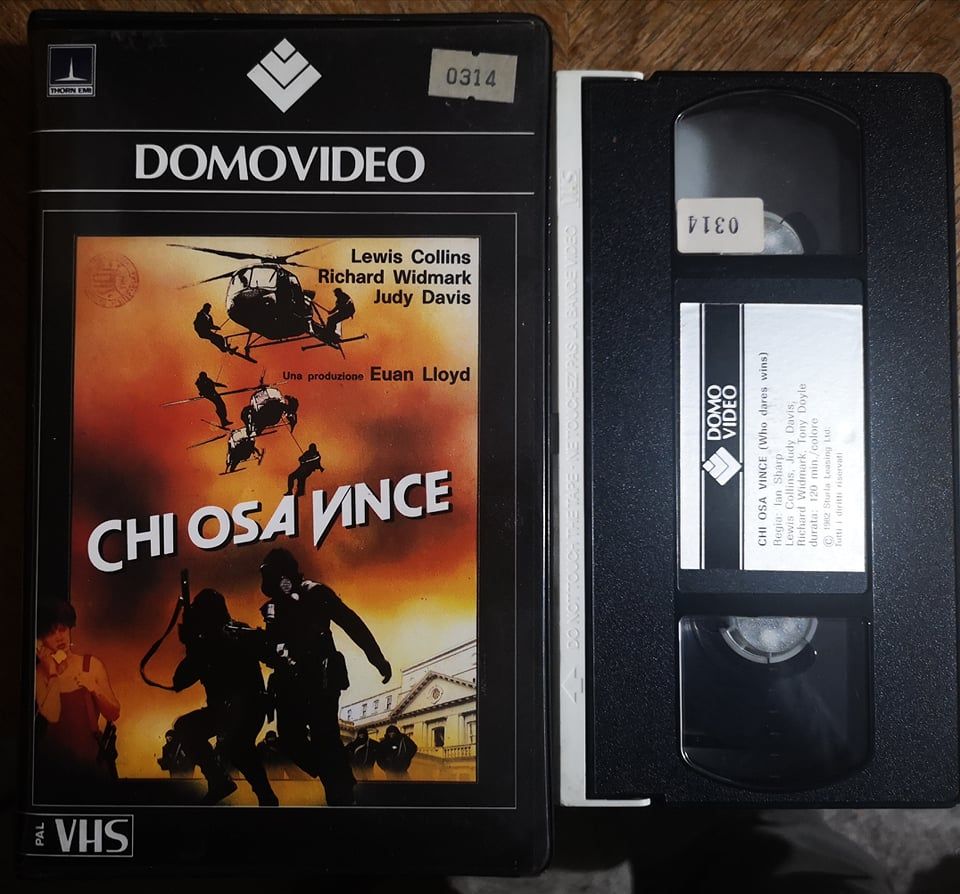 THORN EMI
0314
DOMOVIDEO
Lewis Collins
Richard Widmark
Judy Davis
Una produzione Euan Lloyd
CHI OSA VINCE
PAL VHS
VHS
0314
DOMO
VIDEO
CHI OSA VINCE (Who dares wins)
Regia: Ian Sharp
Lewis Collins, Judy Davis,
Richard Widmark, Tony Doyle
durata: 120 min./colore
© 1982 Sturla Leasing Ltd.
Tutti i diritti riservati